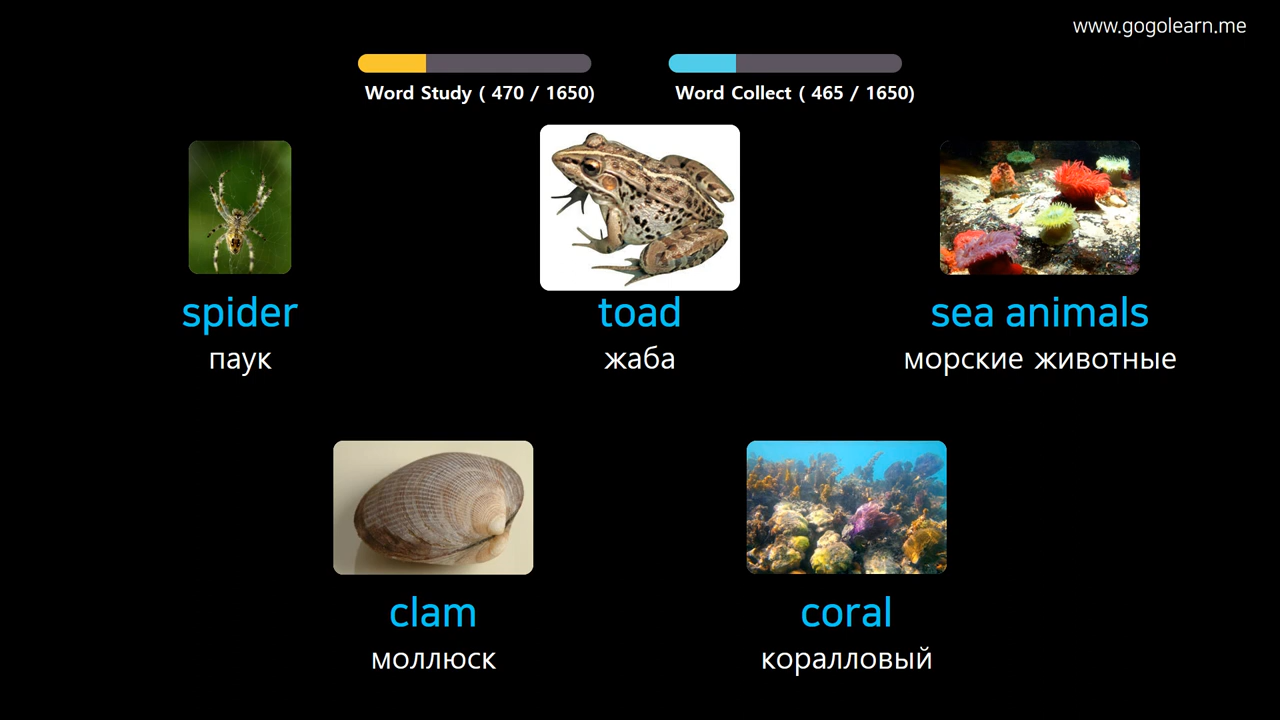 www.gogolearn.me
Word Study ( 470 / 1650)
Word Collect ( 465 / 1650)
spider
паук
toad
жаба
sea animals
морские животные
clam
моллюск
coral
коралловый